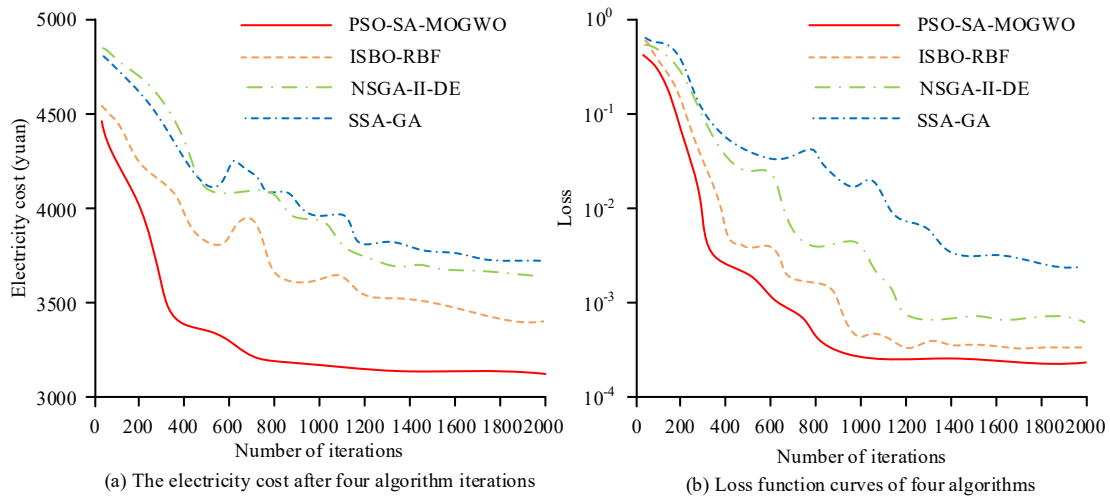 5000
4500
4000
3500
3000
Electricity cost (yuan)
PSO-SA-MOGWO
ISBO-RBF
NSGA-II-DE
SSA-GA
0 200 400 600 800 1000 1200 1400 1600 1800 2000
Number of iterations
(a) The electricity cost after four algorithm iterations
10^0
10^-1
10^-2
10^-3
10^-4
Loss
PSO-SA-MOGWO
ISBO-RBF
NSGA-II-DE
SSA-GA
0 200 400 600 800 1000 1200 1400 1600 1800 2000
Number of iterations
(b) Loss function curves of four algorithms